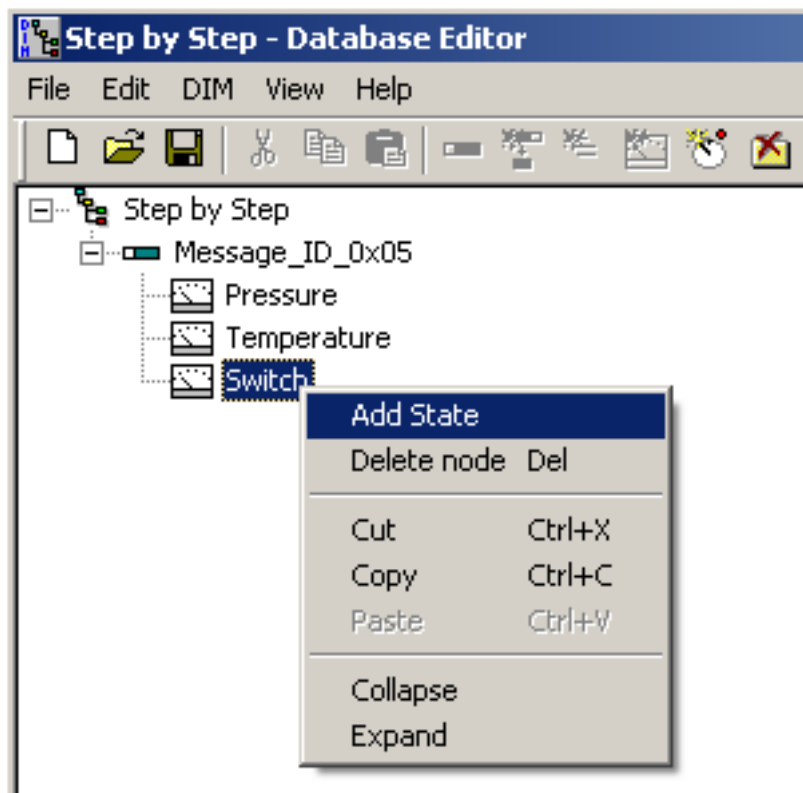 Step by Step - Database Editor
File Edit DIM View Help
Step by Step
Message_ID_0x05
Pressure
Temperature
Switch
Add State
Delete node Del
Cut Ctrl+X
Copy Ctrl+C
Paste Ctrl+V
Collapse
Expand